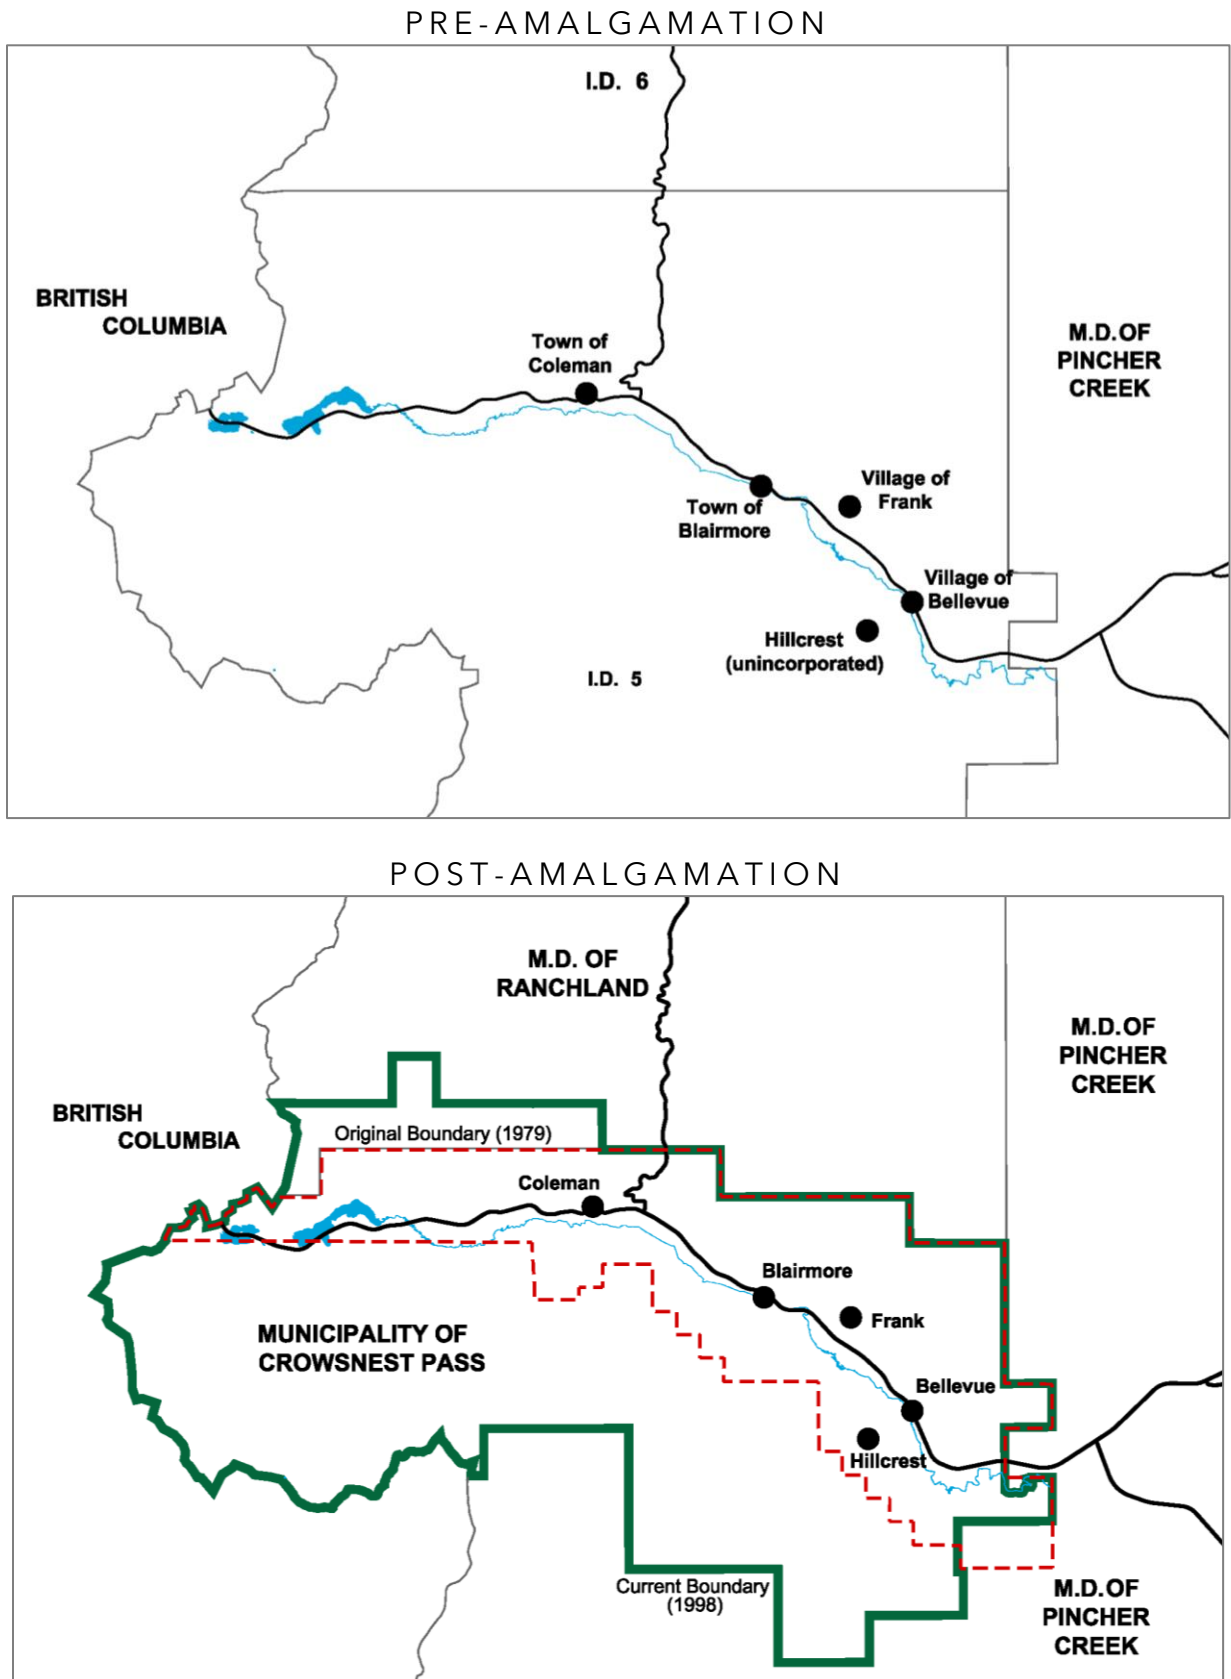 PRE-AMALGAMATION
I.D. 6
BRITISH
COLUMBIA
Town of
Coleman
M.D.OF
PINCHER
CREEK
Village of
Frank
Town of
Blairmore
Village of
Bellevue
Hillcrest
(unincorporated)
I.D. 5
POST-AMALGAMATION
M.D. OF
RANCHLAND
M.D.OF
PINCHER
CREEK
BRITISH
COLUMBIA
Original Boundary (1979)
Coleman
Blairmore
Frank
MUNICIPALITY OF
CROWSNEST PASS
Bellevue
Hillcrest
Current Boundary
(1998)
M.D.OF
PINCHER
CREEK